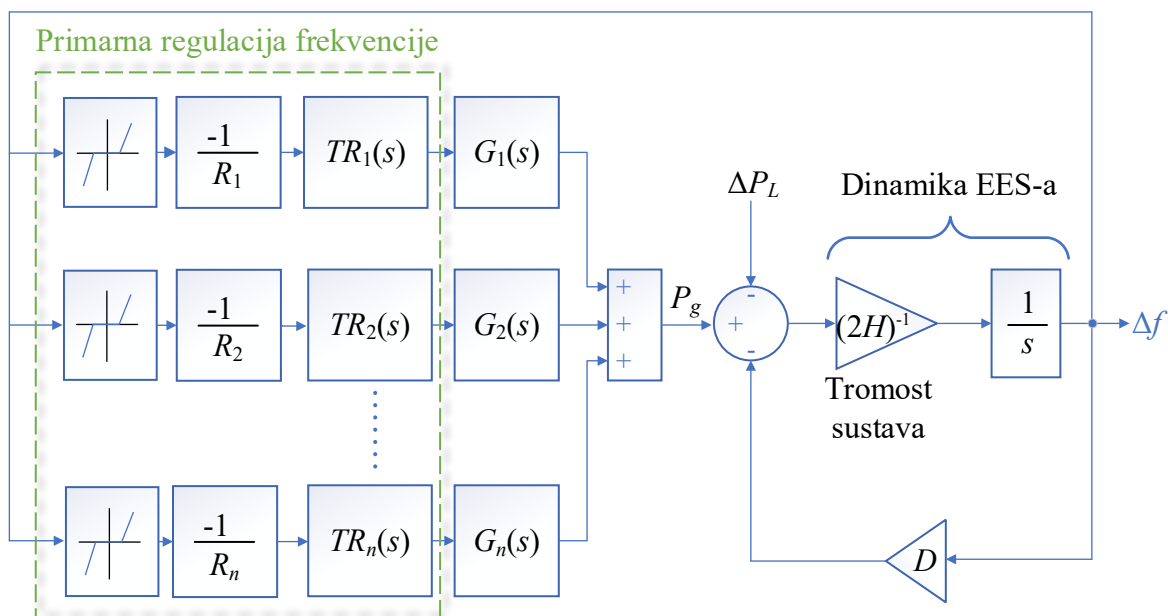 Primarna regulacija frekvencije
-1
R1
TR1(s)
G1(s)
-1
R2
TR2(s)
G2(s)
-1
Rn
TRn(s)
Gn(s)
+
+
+
Pg
ΔPL
-
+
-
Dinamika EES-a
(2H)-1
Tromost
sustava
1
s
Δf
D